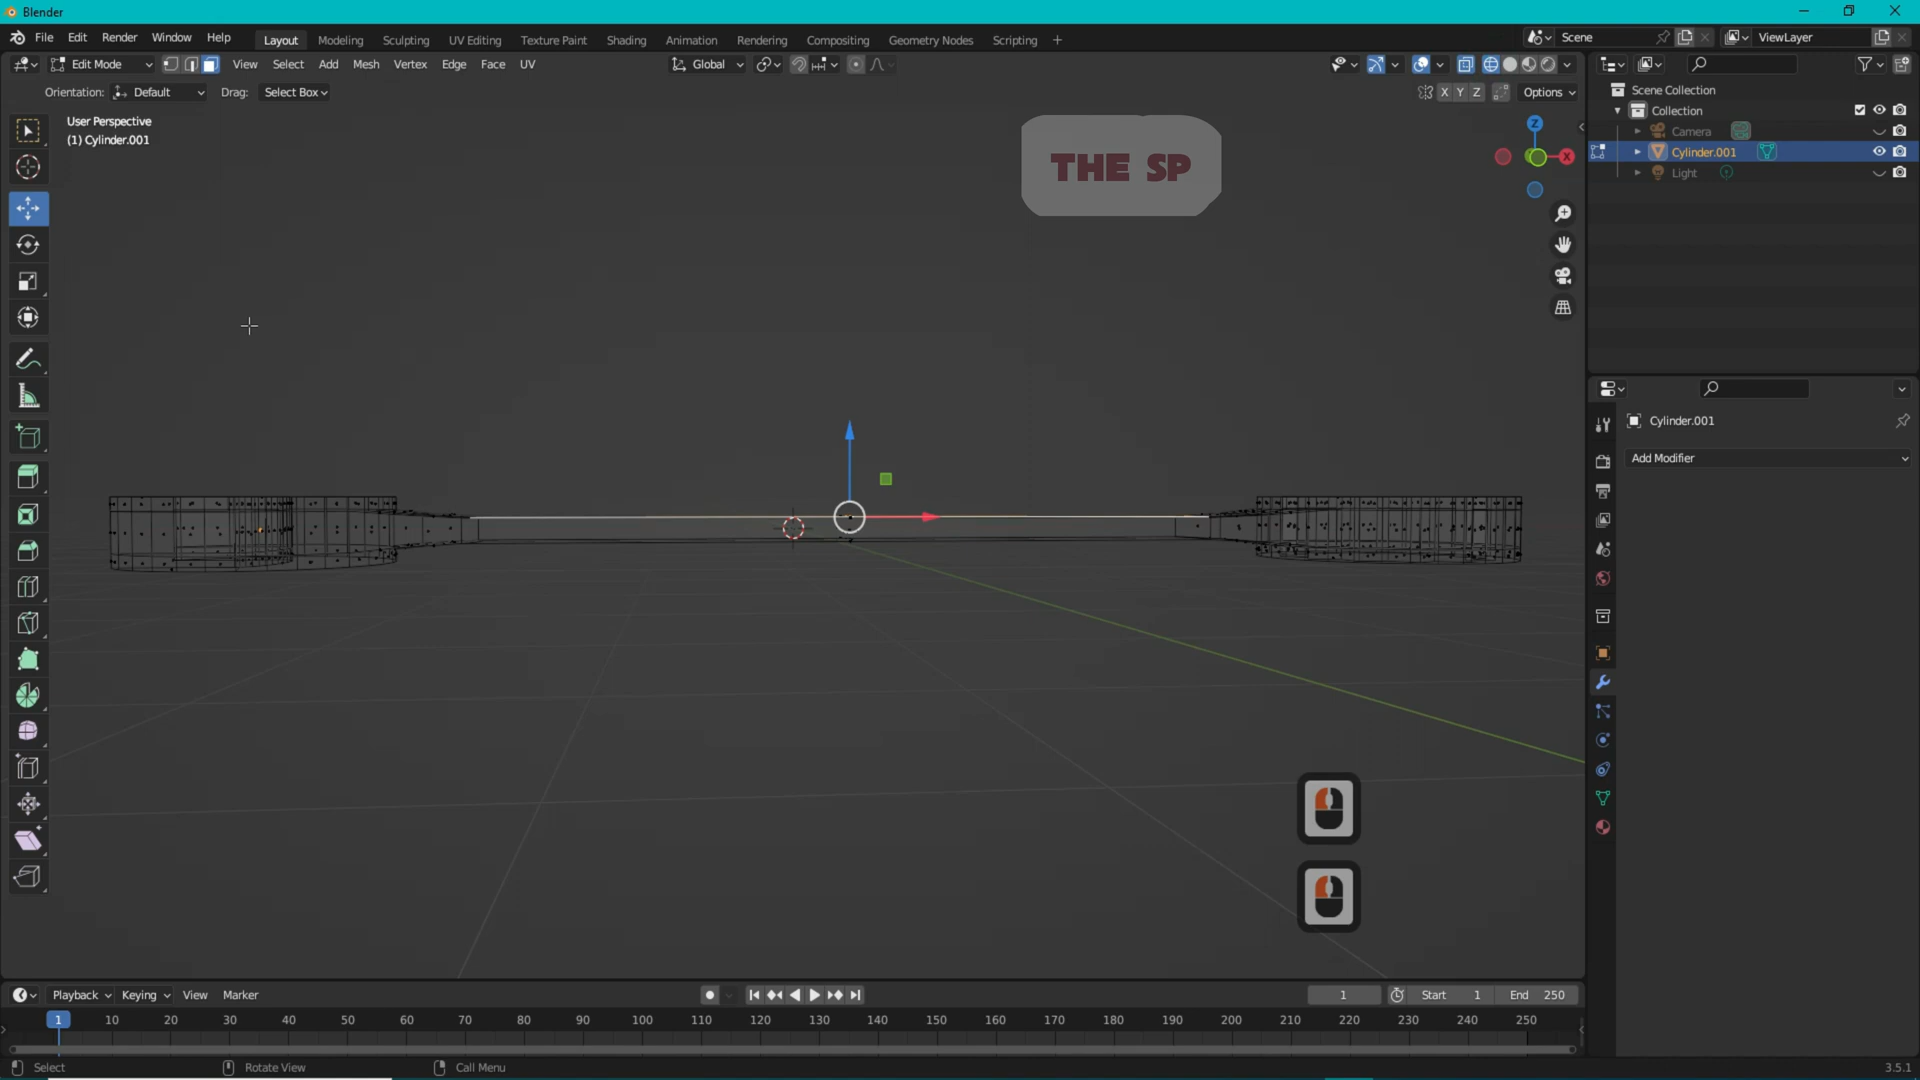 Blender
File Edit Render Window Help
Layout Modeling Sculpting UV Editing Texture Paint Shading Animation Rendering Compositing Geometry Nodes Scripting +
Scene
ViewLayer
Edit Mode View Select Add Mesh Vertex Edge Face UV
Global
Orientation: Default Drag: Select Box
X Y Z Options
User Perspective
(1) Cylinder.001
THE SP
Z
X
Scene Collection
Collection
Camera
Cylinder.001
Light
Cylinder.001
Add Modifier
Playback Keying View Marker
1 Start 1 End 250
1 10 20 30 40 50 60 70 80 90 100 110 120 130 140 150 160 170 180 190 200 210 220 230 240 250
Select Rotate View Call Menu
3.5.1